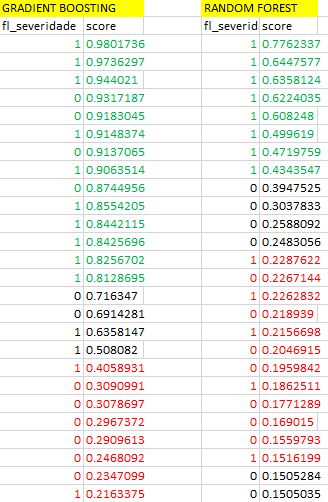 GRADIENT BOOSTING RANDOM FOREST
fl_severidade score fl_severid score
1 0.9801736 1 0.7762337
1 0.9736297 1 0.6447577
1 0.944021 1 0.6358124
0 0.9317187 0 0.6224035
0 0.9183045 1 0.608248
1 0.9148374 1 0.499619
0 0.9137065 1 0.4719759
1 0.9063514 1 0.4343547
0 0.8744956 0 0.3947525
1 0.8554205 0 0.3037833
1 0.8442115 0 0.2588092
1 0.8425696 0 0.2483056
1 0.8256702 1 0.2287622
1 0.8128695 0 0.2267144
0 0.716347 1 0.2262832
0 0.6914281 0 0.218939
1 0.6358147 1 0.2156698
1 0.508082 0 0.2046915
1 0.4058931 0 0.1959842
0 0.3090991 1 0.1862511
0 0.3078697 0 0.1771289
0 0.2967372 0 0.169015
0 0.2909613 0 0.1559793
0 0.2468092 1 0.1516199
0 0.2347099 0 0.1505284
1 0.2163375 0 0.1505035